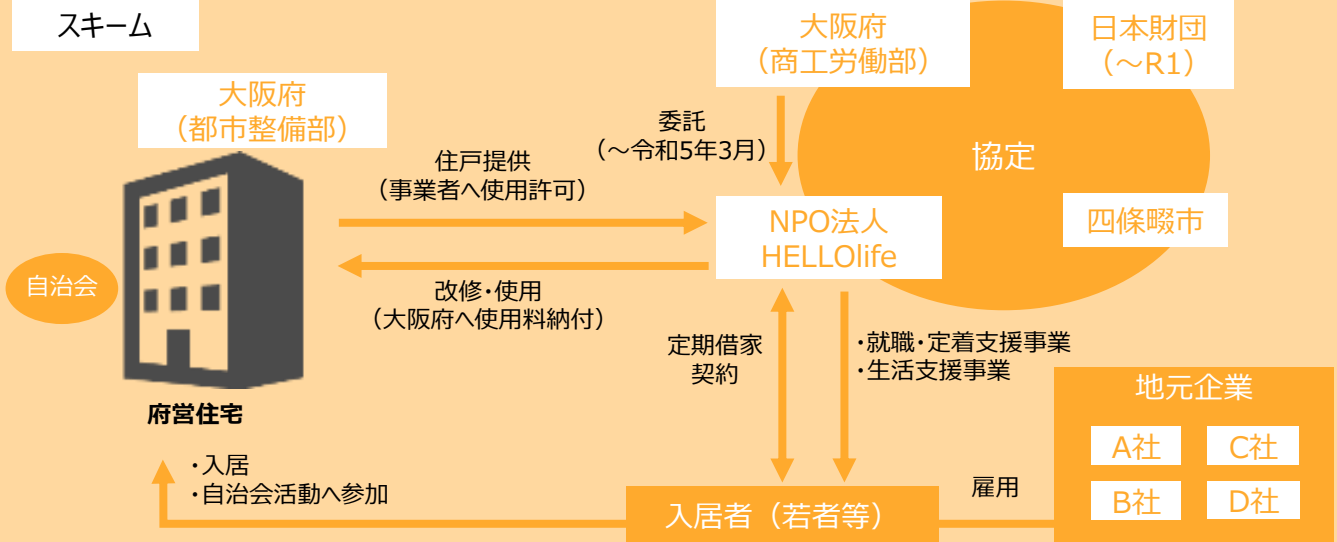 スキーム
大阪府
(都市整備部)
自治会
府営住宅
住戸提供
(事業者へ使用許可)
改修・使用
(大阪府へ使用料納付)
大阪府
(商工労働部)
委託
(~令和5年3月)
日本財団
(~R1)
協定
NPO法人
HELLOlife
四條畷市
定期借家
契約
・就職・定着支援事業
・生活支援事業
地元企業
A社
C社
B社
D社
雇用
入居者(若者等)
・入居
・自治会活動へ参加